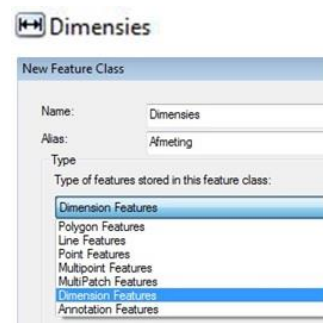 Dimensies
New Feature Class
Name: Dimensies
Alias: Afmeting
Type
Type of features stored in this feature class:
Dimension Features
Polygon Features
Line Features
Point Features
Multipoint Features
MultiPatch Features
Dimension Features
Annotation Features